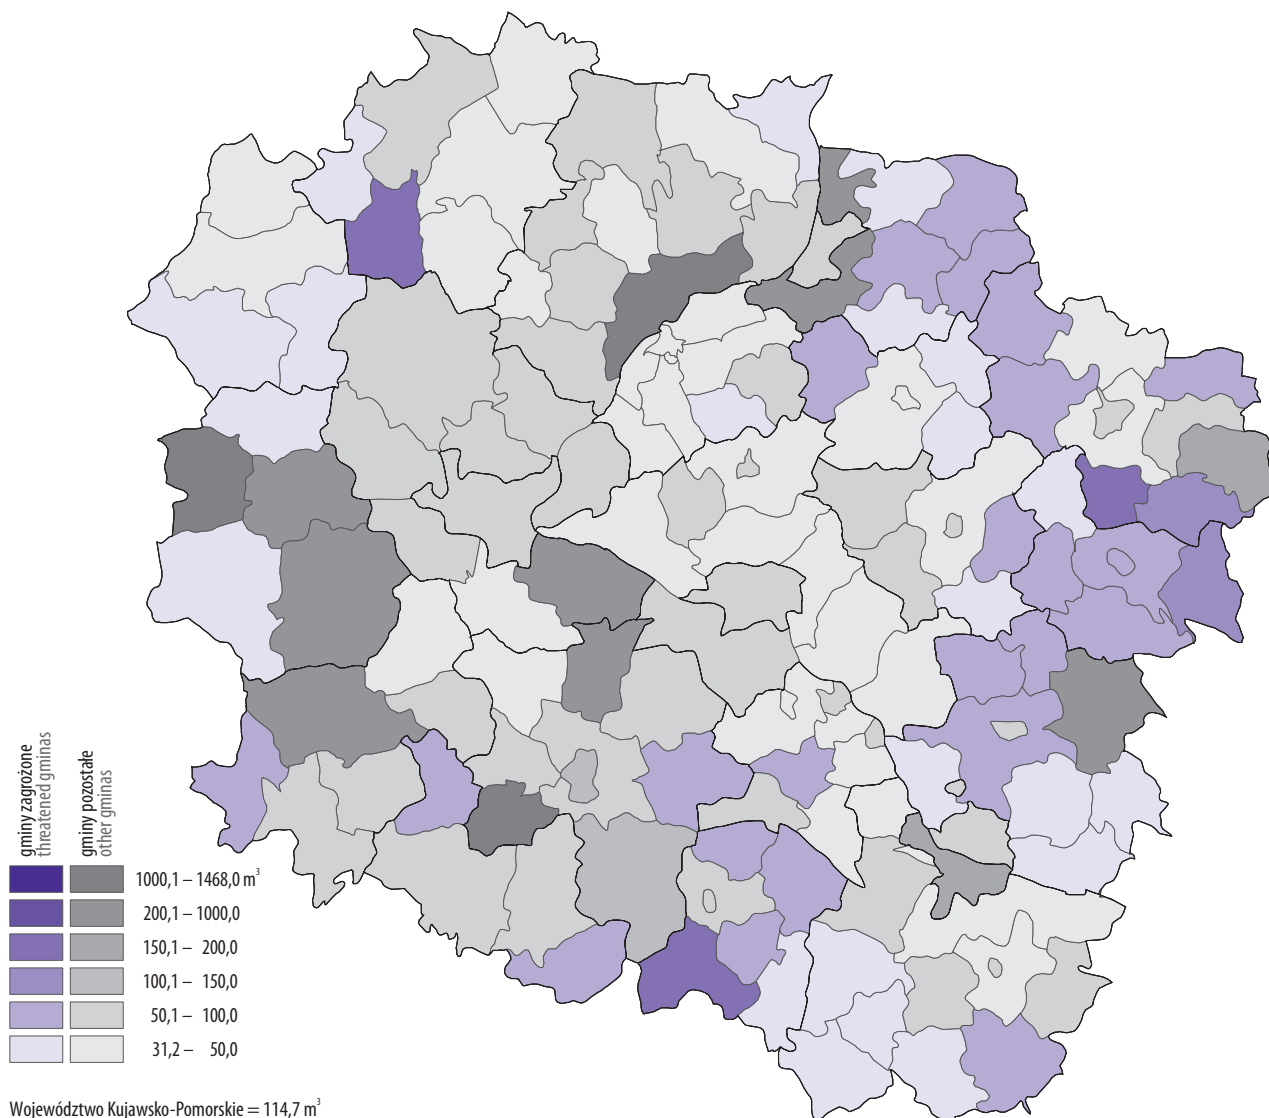 gminy zagrożone
threatened gminas
gminy pozostałe
other gminas
1000,1 – 1468,0 m³
200,1 – 1000,0
150,1 – 200,0
100,1 – 150,0
50,1 – 100,0
31,2 – 50,0
Województwo Kujawsko-Pomorskie = 114,7 m³